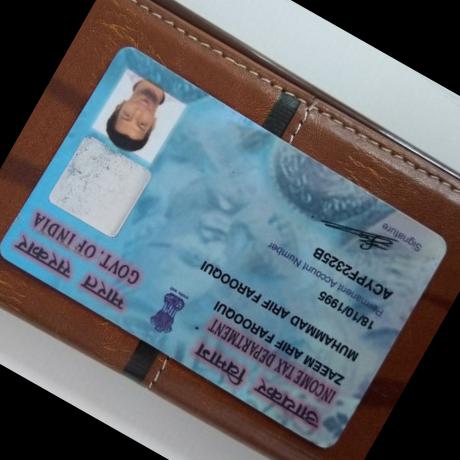 आयकर विभाग
INCOME TAX DEPARTMENT
भारत सरकार
GOVT. OF INDIA
ZAEEM ARIF FAROOQUI
MUHAMMAD ARIF FAROOQUI
18/10/1995
Permanent Account Number
ACYPF2325B
Signature